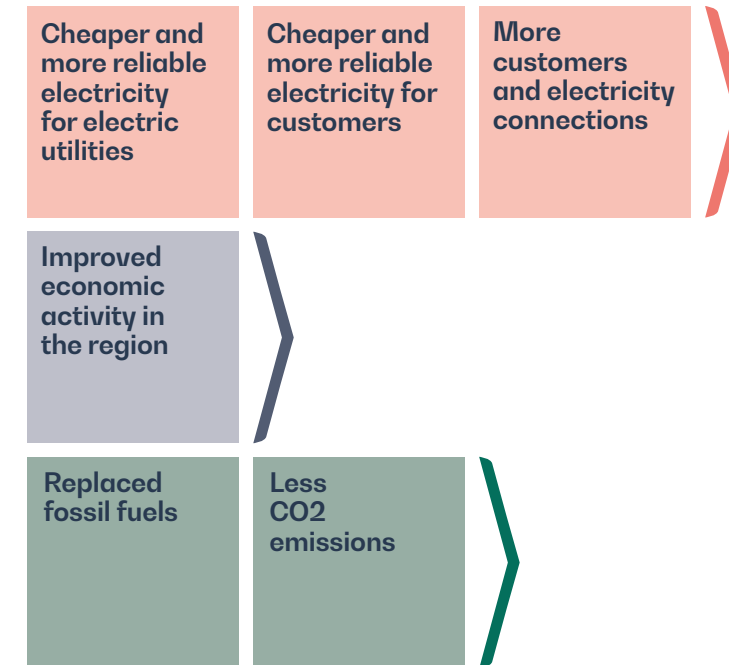 Cheaper and
more reliable
electricity
for electric
utilities
Cheaper and
more reliable
electricity for
customers
More
customers
and electricity
connections
Improved
economic
activity in
the region
Replaced
fossil fuels
Less
CO2
emissions